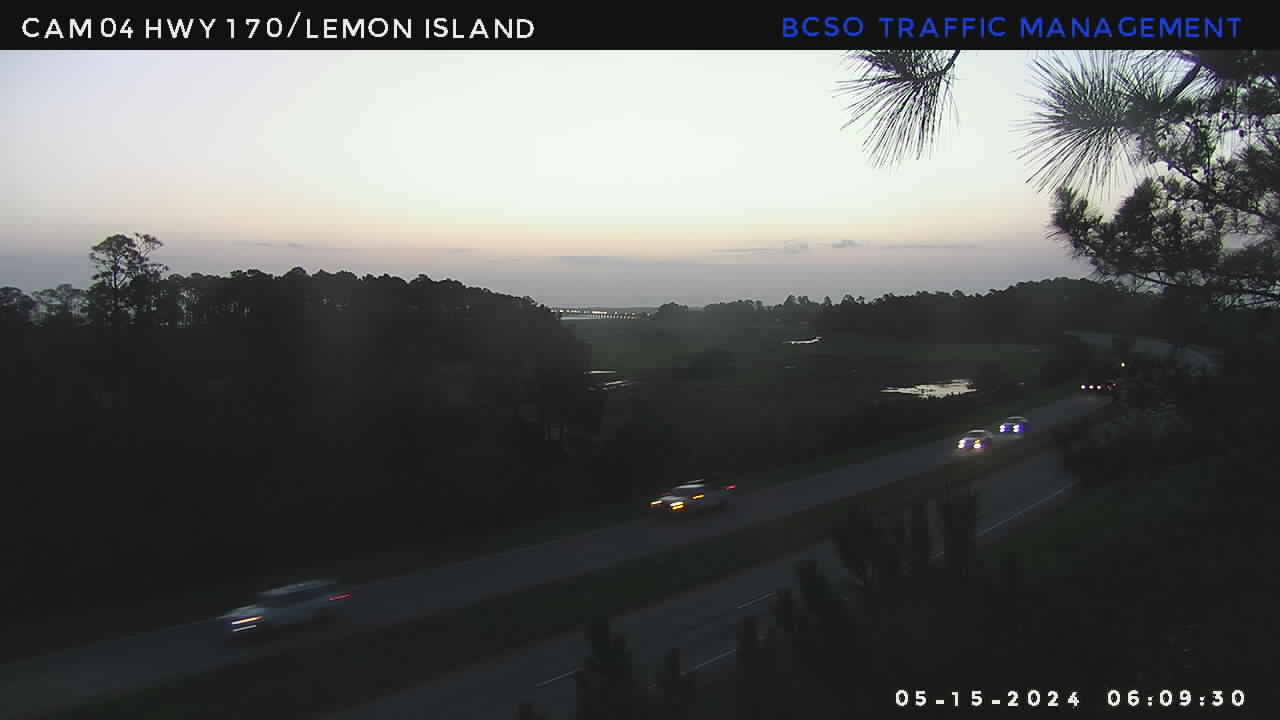 CAM04 HWY170/LEMON ISLAND
BCSO TRAFFIC MANAGEMENT
05-15-2024 06:09:30